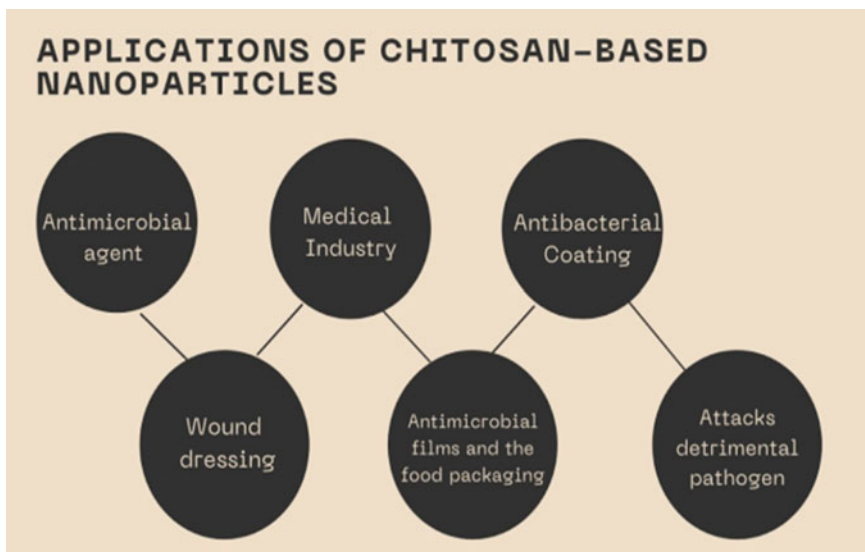 APPLICATIONS OF CHITOSAN-BASED
NANOPARTICLES
Antimicrobial
agent
Medical
Industry
Antibacterial
Coating
Wound
dressing
Antimicrobial
films and the
food packaging
Attacks
detrimental
pathogen